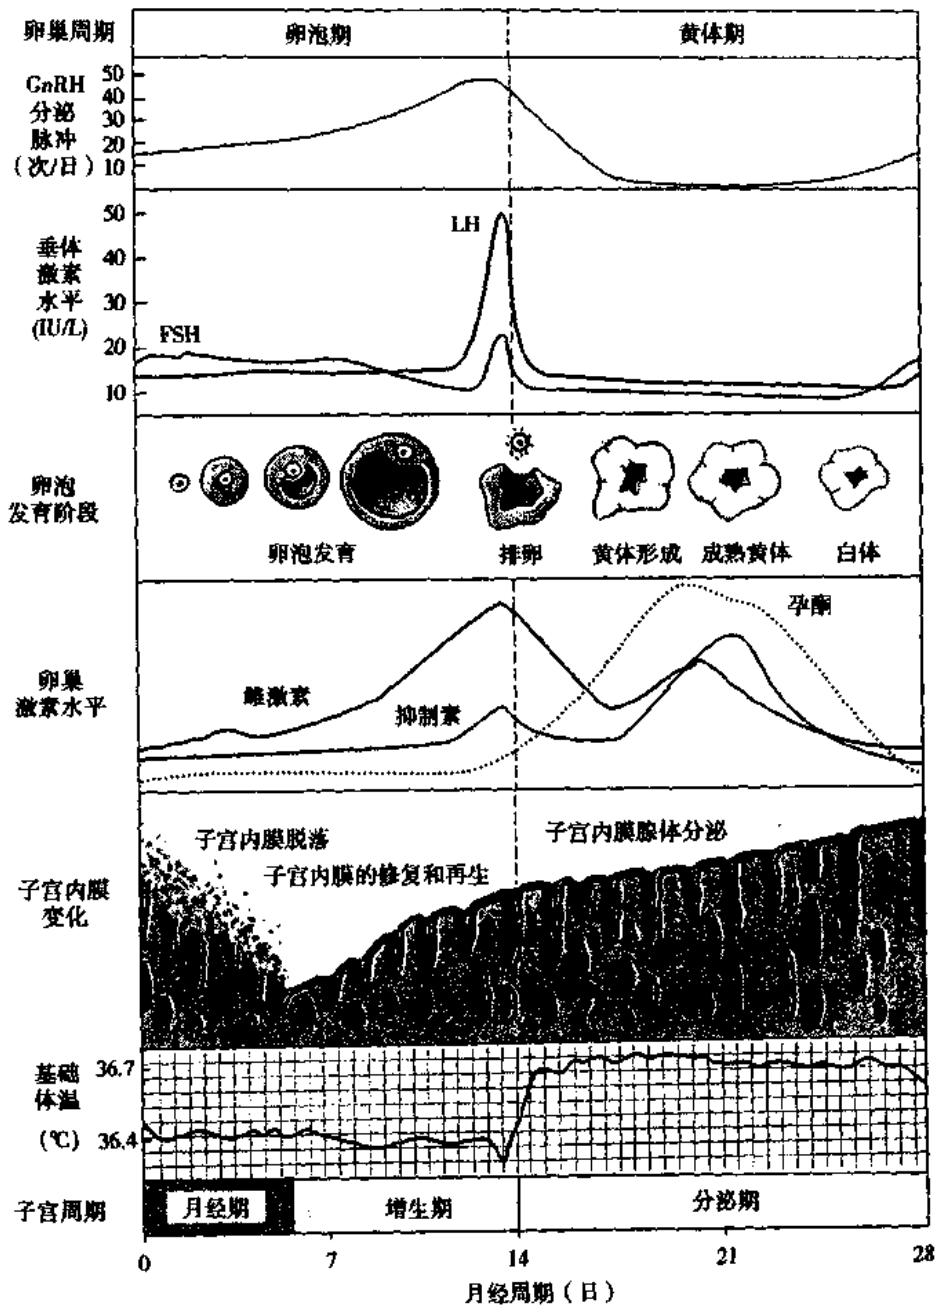 卵巢周期
卵泡期
黄体期
GnRH
分泌
脉冲
(次/日)
50
40
30
20
10
垂体
激素
水平
(IU/L)
50
40
30
20
10
LH
FSH
卵泡
发育阶段
卵泡发育
排卵
黄体形成
成熟黄体
白体
卵巢
激素水平
雌激素
抑制素
孕酮
子宫内膜
变化
子宫内膜脱落
子宫内膜的修复和再生
子宫内膜腺体分泌
基础
体温
(℃)
36.7
36.4
子宫周期
月经期
增生期
分泌期
0
7
14
21
28
月经周期(日)